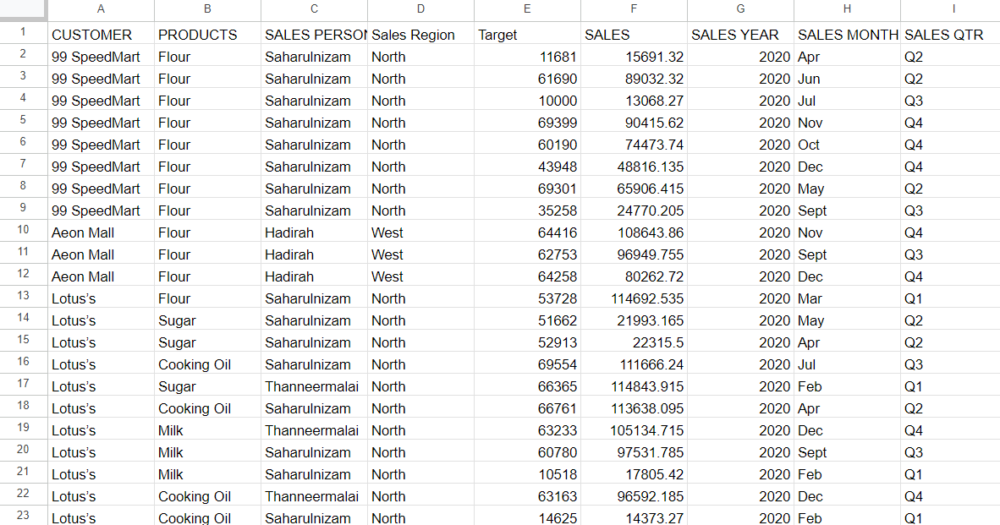 A B C D E F G H I
1 CUSTOMER PRODUCTS SALES PERSON Sales Region Target SALES SALES YEAR SALES MONTH SALES QTR
2 99 SpeedMart Flour Saharulnizam North 11681 15691.32 2020 Apr Q2
3 99 SpeedMart Flour Saharulnizam North 61690 89032.32 2020 Jun Q2
4 99 SpeedMart Flour Saharulnizam North 10000 13068.27 2020 Jul Q3
5 99 SpeedMart Flour Saharulnizam North 69399 90415.62 2020 Nov Q4
6 99 SpeedMart Flour Saharulnizam North 60190 74473.74 2020 Oct Q4
7 99 SpeedMart Flour Saharulnizam North 43948 48816.135 2020 Dec Q4
8 99 SpeedMart Flour Saharulnizam North 69301 65906.415 2020 May Q2
9 99 SpeedMart Flour Saharulnizam North 35258 24770.205 2020 Sept Q3
10 Aeon Mall Flour Hadirah West 64416 108643.86 2020 Nov Q4
11 Aeon Mall Flour Hadirah West 62753 96949.755 2020 Sept Q3
12 Aeon Mall Flour Hadirah West 64258 80262.72 2020 Dec Q4
13 Lotus’s Flour Saharulnizam North 53728 114692.535 2020 Mar Q1
14 Lotus’s Sugar Saharulnizam North 51662 21993.165 2020 May Q2
15 Lotus’s Sugar Saharulnizam North 52913 22315.5 2020 Apr Q2
16 Lotus’s Cooking Oil Saharulnizam North 69554 111666.24 2020 Jul Q3
17 Lotus’s Sugar Thanneermalai North 66365 114843.915 2020 Feb Q1
18 Lotus’s Cooking Oil Saharulnizam North 66761 113638.095 2020 Apr Q2
19 Lotus’s Milk Thanneermalai North 63233 105134.715 2020 Dec Q4
20 Lotus’s Milk Saharulnizam North 60780 97531.785 2020 Sept Q3
21 Lotus’s Milk Saharulnizam North 10518 17805.42 2020 Feb Q1
22 Lotus’s Cooking Oil Thanneermalai North 63163 96592.185 2020 Dec Q4
23 Lotus’s Cooking Oil Saharulnizam North 14625 14373.27 2020 Feb Q1